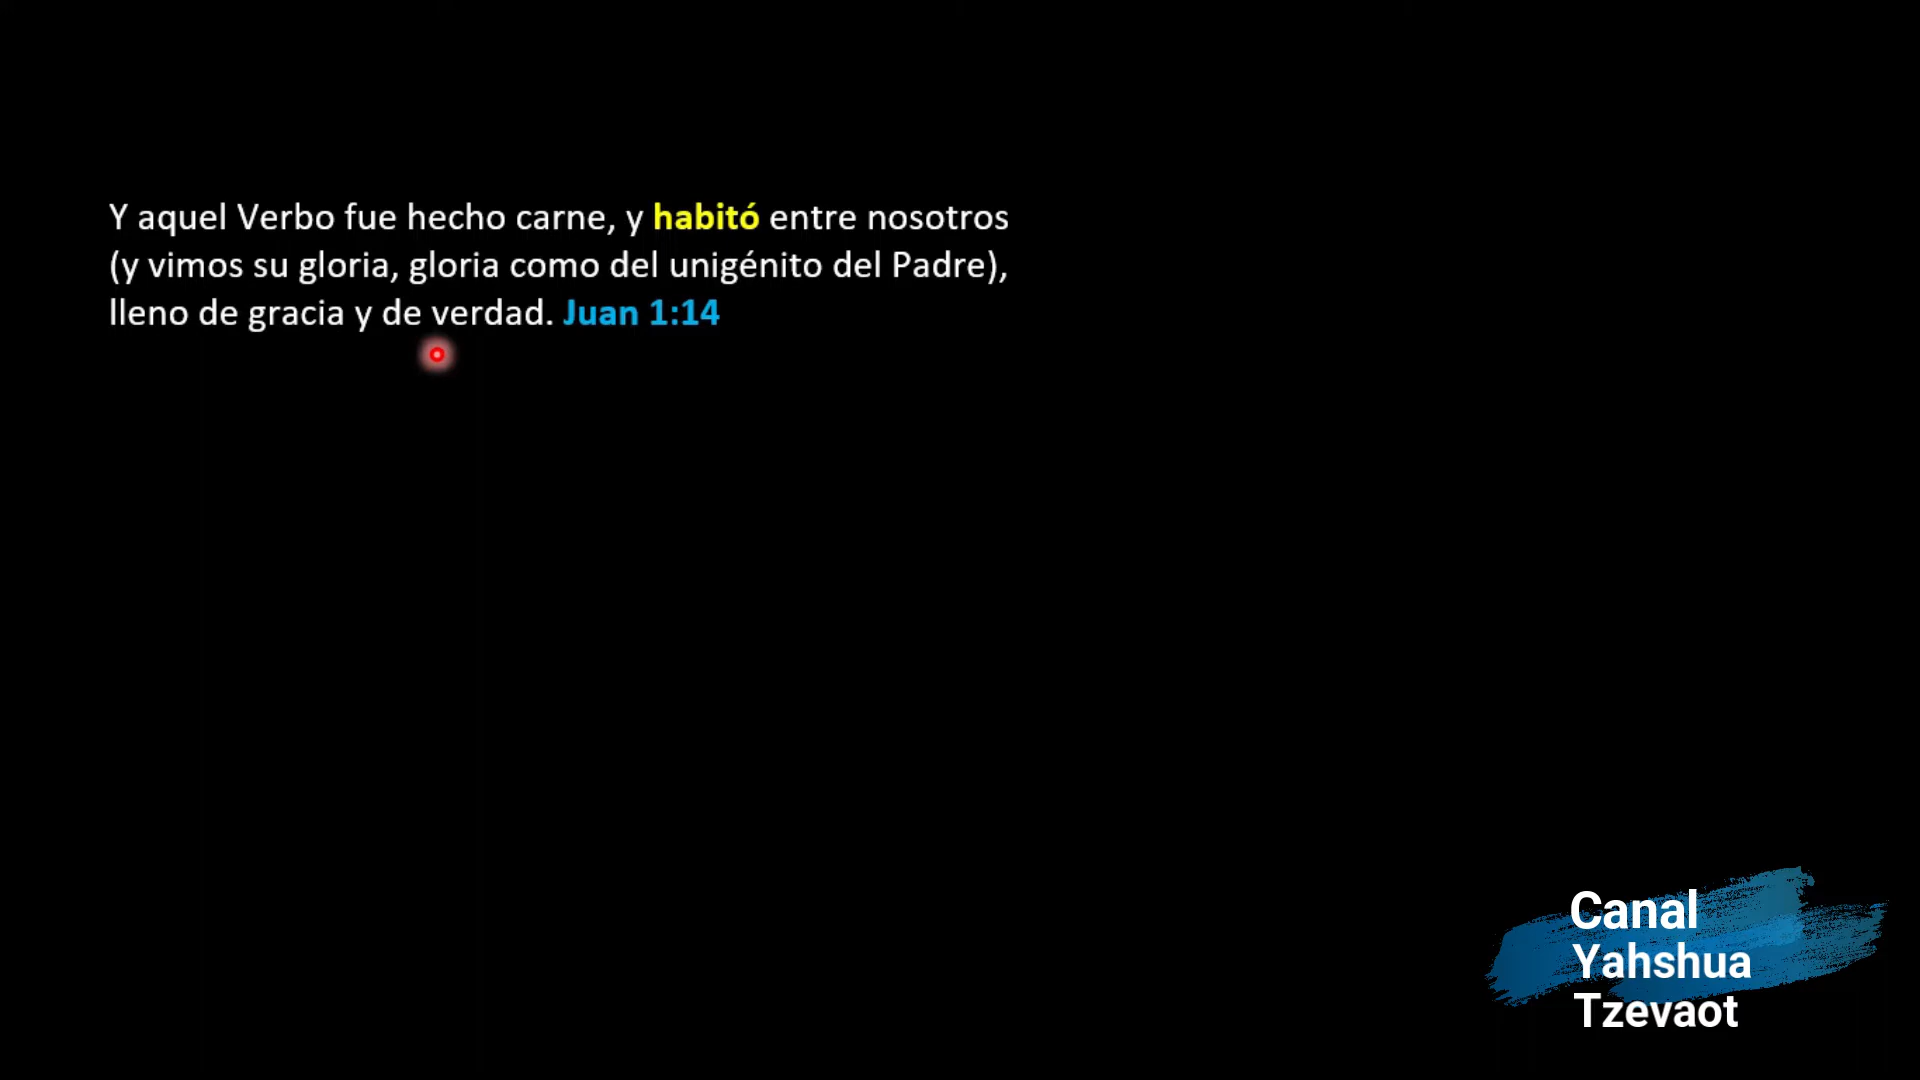 Y aquel Verbo fue hecho carne, y habitó entre nosotros
(y vimos su gloria, gloria como del unigénito del Padre),
lleno de gracia y de verdad. Juan 1:14
Canal
Yahshua
Tzevaot